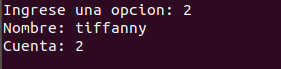 Ingrese una opcion: 2
Nombre: tiffanny
Cuenta: 2